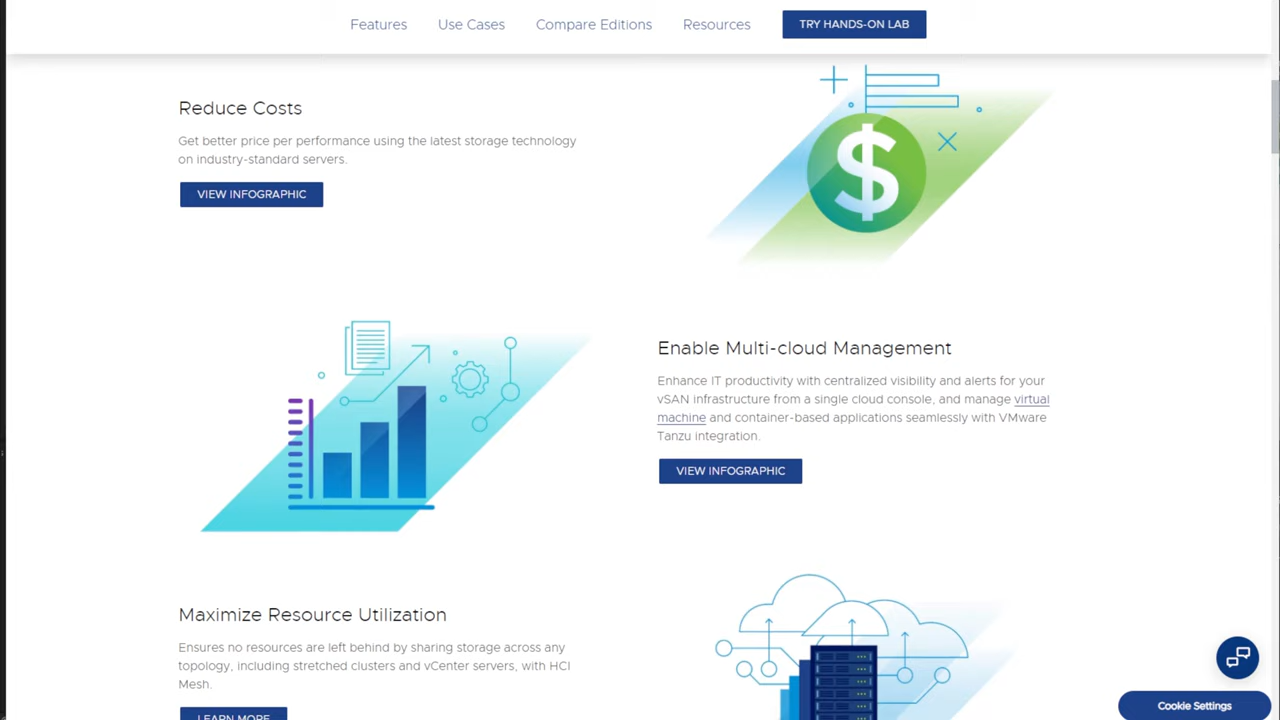 Features Use Cases Compare Editions Resources TRY HANDS-ON LAB
Reduce Costs
Get better price per performance using the latest storage technology
on industry-standard servers.
VIEW INFOGRAPHIC
$
Enable Multi-cloud Management
Enhance IT productivity with centralized visibility and alerts for your
vSAN infrastructure from a single cloud console, and manage virtual
machine and container-based applications seamlessly with VMware
Tanzu integration.
VIEW INFOGRAPHIC
Maximize Resource Utilization
Ensures no resources are left behind by sharing storage across any
topology, including stretched clusters and vCenter servers, with HCI
Mesh.
LEARN MORE
Cookie Settings